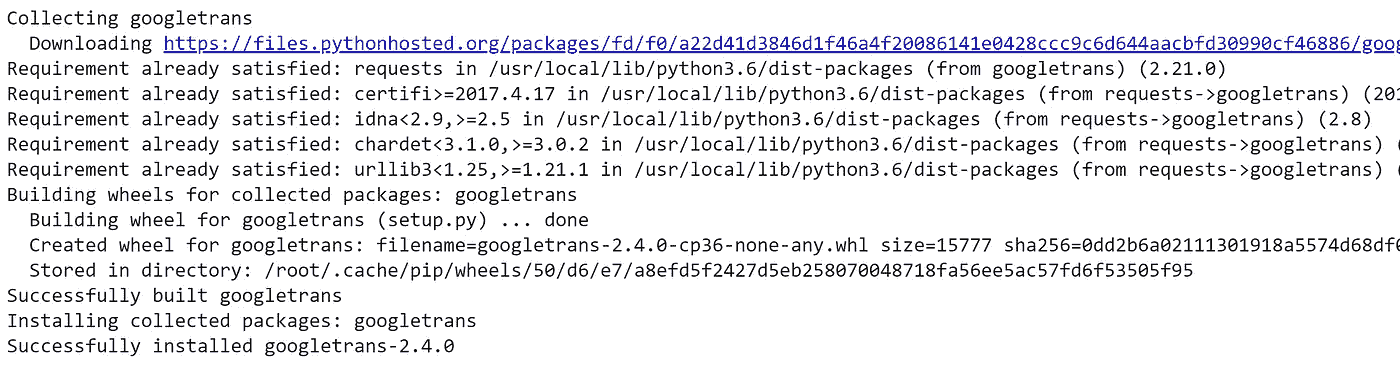 Collecting googletrans
Downloading https://files.pythonhosted.org/packages/fd/f0/a22d41d3846d1f46a4f20086141e0428ccc9c6d644aacbfd30990cf46886/goog
Requirement already satisfied: requests in /usr/local/lib/python3.6/dist-packages (from googletrans) (2.21.0)
Requirement already satisfied: certifi>=2017.4.17 in /usr/local/lib/python3.6/dist-packages (from requests->googletrans) (201
Requirement already satisfied: idna<2.9,>=2.5 in /usr/local/lib/python3.6/dist-packages (from requests->googletrans) (2.8)
Requirement already satisfied: chardet<3.1.0,>=3.0.2 in /usr/local/lib/python3.6/dist-packages (from requests->googletrans) (
Requirement already satisfied: urllib3<1.25,>=1.21.1 in /usr/local/lib/python3.6/dist-packages (from requests->googletrans) (
Building wheels for collected packages: googletrans
Building wheel for googletrans (setup.py) ... done
Created wheel for googletrans: filename=googletrans-2.4.0-cp36-none-any.whl size=15777 sha256=0dd2b6a02111301918a5574d68df0
Stored in directory: /root/.cache/pip/wheels/50/d6/e7/a8efd5f2427d5eb258070048718fa56ee5ac57fd6f53505f95
Successfully built googletrans
Installing collected packages: googletrans
Successfully installed googletrans-2.4.0